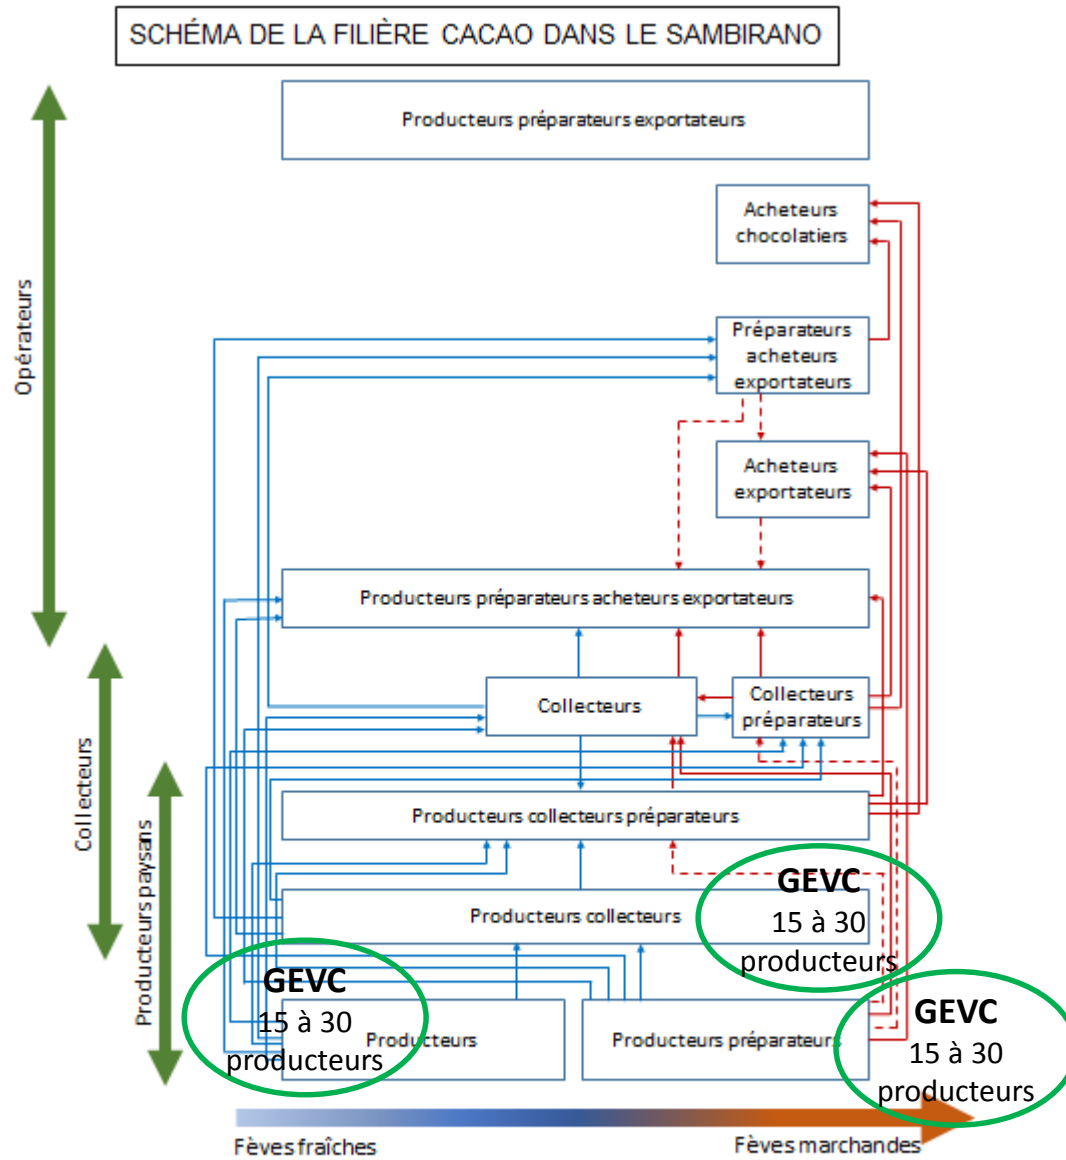 SCHÉMA DE LA FILIÈRE CACAO DANS LE SAMBIRANO
Producteurs préparateurs exportateurs
Acheteurs
chocolatiers
Opérateurs
Préparateurs
acheteurs
exportateurs
Acheteurs
exportateurs
Producteurs préparateurs acheteurs exportateurs
Collecteurs
Collecteurs
Collecteurs
préparateurs
Producteurs paysans
Producteurs collecteurs préparateurs
Producteurs collecteurs
GEVC
15 à 30
producteurs
GEVC
15 à 30
producteurs
Producteurs
Producteurs préparateurs
GEVC
15 à 30
producteurs
Fèves fraîches
Fèves marchandes